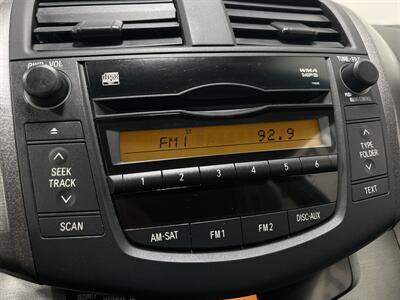 PWR·VOL
TUNE·FILE
WMA
MP3
ST
FM1 92.9
SEEK
TRACK
1 2 3 4 5 6
TYPE
FOLDER
SCAN
TEXT
AM·SAT
FM1
FM2
DISC·AUX